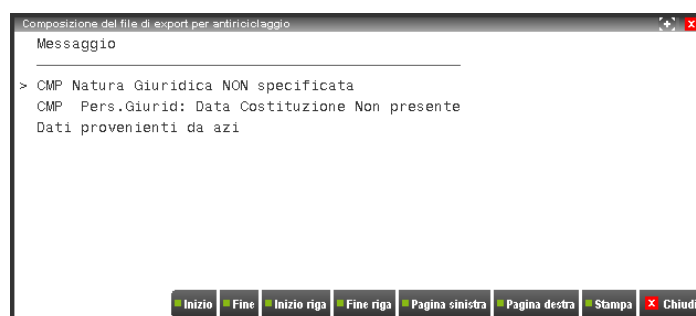 Composizione del file di export per antiriciclaggio
Messaggio
> CMP Natura Giuridica NON specificata
CMP Pers.Giurid: Data Costituzione Non presente
Dati provenienti da azi
Inizio Fine Inizio riga Fine riga Pagina sinistra Pagina destra Stampa X Chiudi